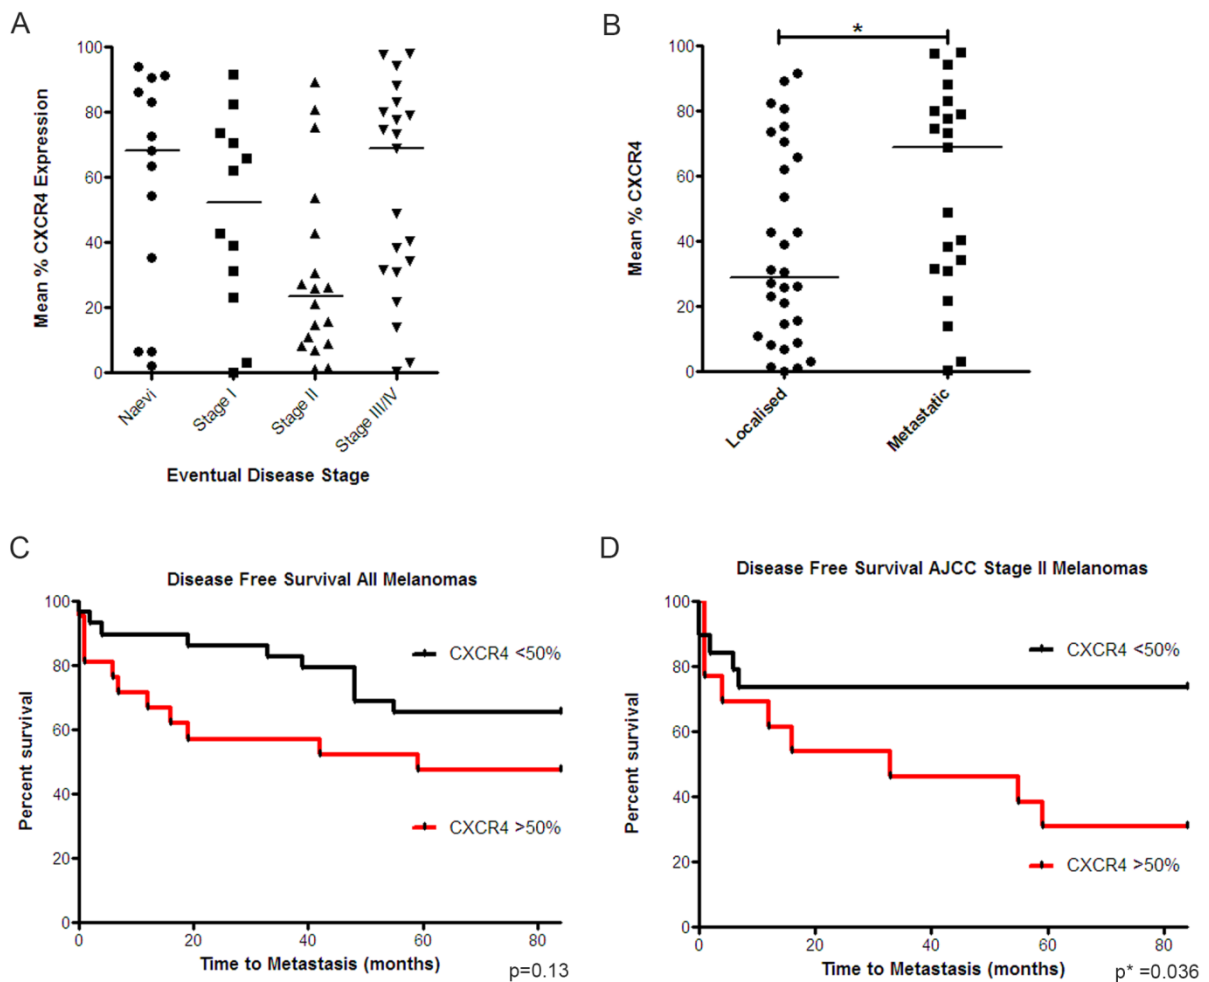 A
Mean % CXCR4 Expression
100
80
60
40
20
0
Naevi
Stage I
Stage II
Stage III/IV
Eventual Disease Stage
B
*
Mean % CXCR4
100
80
60
40
20
0
Localised
Metastatic
C
Disease Free Survival All Melanomas
Percent survival
100
80
60
40
20
0
CXCR4 <50%
CXCR4 >50%
0 20 40 60 80
Time to Metastasis (months)
p=0.13
D
Disease Free Survival AJCC Stage II Melanomas
Percent survival
100
80
60
40
20
0
CXCR4 <50%
CXCR4 >50%
0 20 40 60 80
Time to Metastasis (months)
p* =0.036